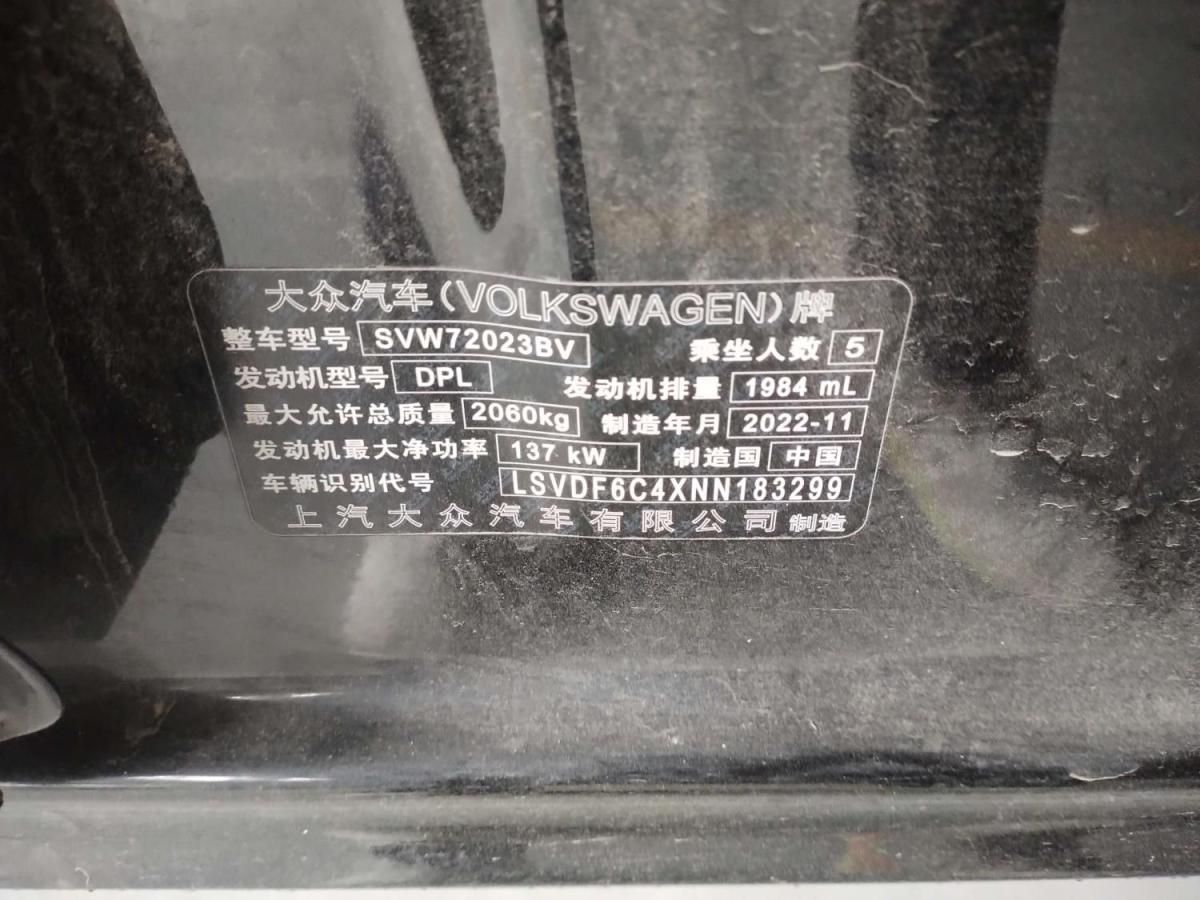 大众汽车(VOLKSWAGEN)牌
整车型号 SVW72023BV 乘坐人数 5
发动机型号 DPL 发动机排量 1984 mL
最大允许总质量 2060kg 制造年月 2022-11
发动机最大净功率 137 kW 制造国 中国
车辆识别代号 LSVDF6C4XNN183299
上汽大众汽车有限公司 制造